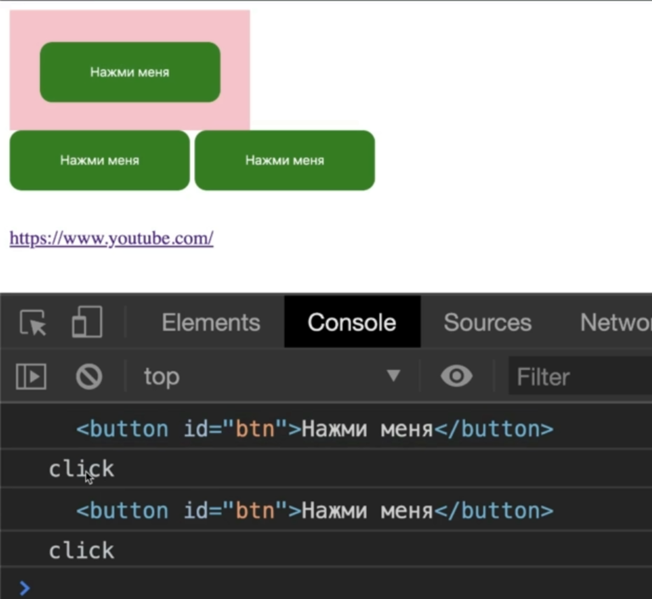 Нажми меня
Нажми меня Нажми меня
https://www.youtube.com/
Elements Console Sources
top Filter
<button id="btn">Нажми меня</button>
click
<button id="btn">Нажми меня</button>
click